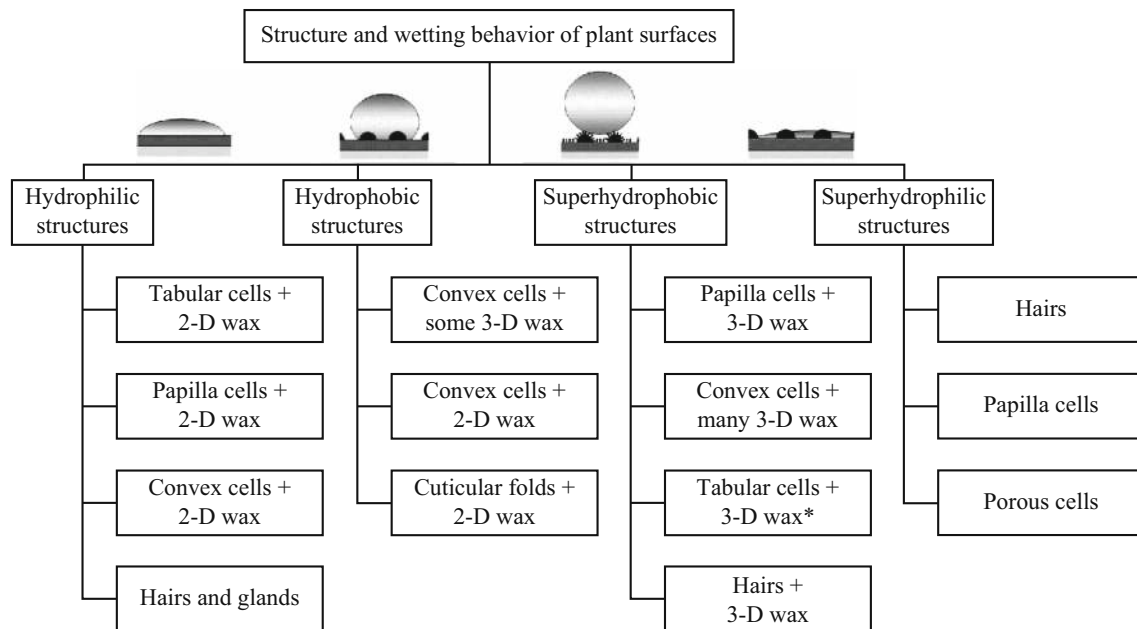 Structure and wetting behavior of plant surfaces
Hydrophilic
structures
Hydrophobic
structures
Superhydrophobic
structures
Superhydrophilic
structures
Tabular cells +
2-D wax
Papilla cells +
2-D wax
Convex cells +
2-D wax
Hairs and glands
Convex cells +
some 3-D wax
Convex cells +
2-D wax
Cuticular folds +
2-D wax
Papilla cells +
3-D wax
Convex cells +
many 3-D wax
Tabular cells +
3-D wax*
Hairs +
3-D wax
Hairs
Papilla cells
Porous cells